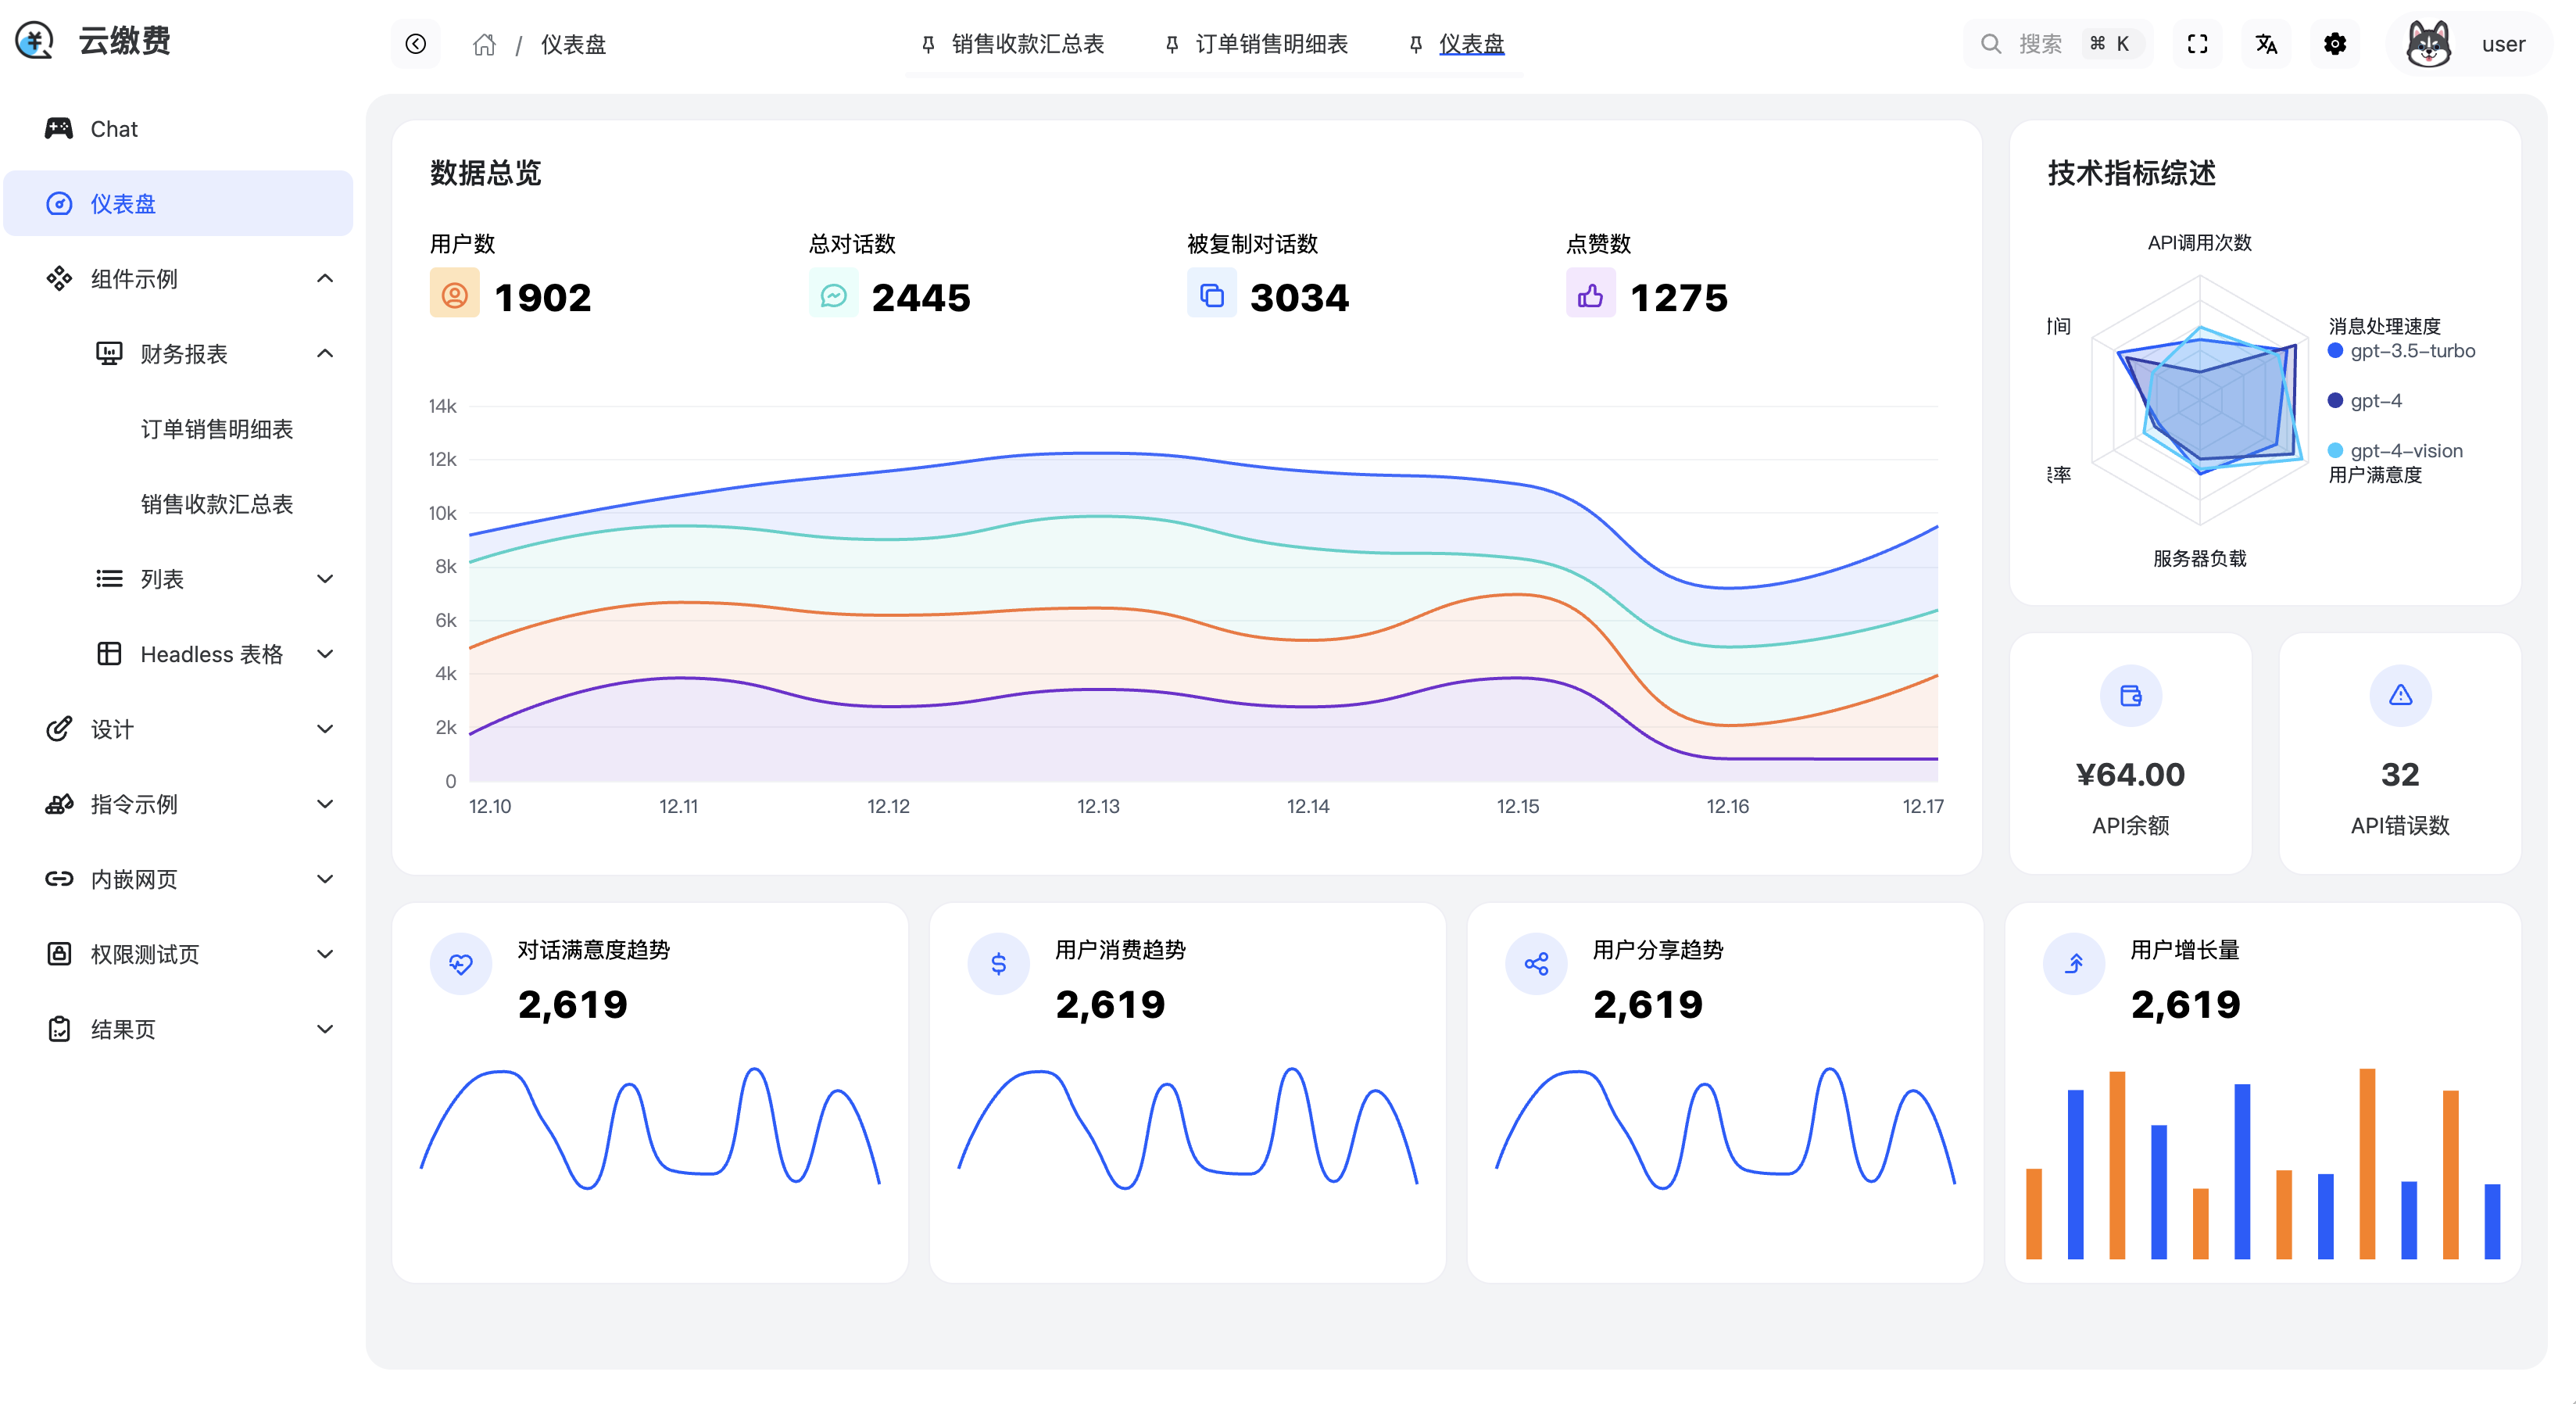 云缴费
/ 仪表盘
销售收款汇总表
订单销售明细表
仪表盘
搜索 ⌘ K
user
Chat
仪表盘
组件示例
财务报表
订单销售明细表
销售收款汇总表
列表
Headless 表格
设计
指令示例
内嵌网页
权限测试页
结果页
数据总览
用户数
1902
总对话数
2445
被复制对话数
3034
点赞数
1275
14k
12k
10k
8k
6k
4k
2k
0
12.10
12.11
12.12
12.13
12.14
12.15
12.16
12.17
技术指标综述
API调用次数
时间
消息处理速度
gpt-3.5-turbo
gpt-4
gpt-4-vision
用户满意度
率
服务器负载
¥64.00
API余额
32
API错误数
对话满意度趋势
2,619
用户消费趋势
2,619
用户分享趋势
2,619
用户增长量
2,619